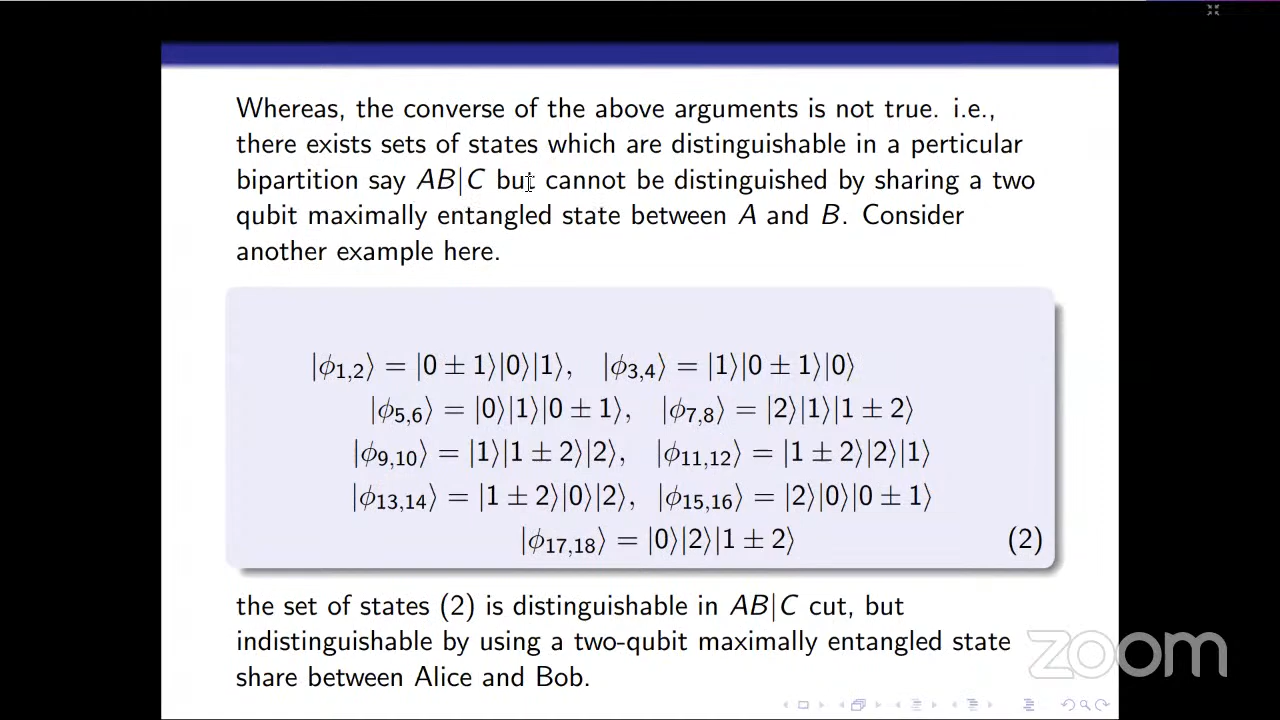 Whereas, the converse of the above arguments is not true. i.e.,
there exists sets of states which are distinguishable in a perticular
bipartition say AB|C but cannot be distinguished by sharing a two
qubit maximally entangled state between A and B. Consider
another example here.
|ϕ₁,₂⟩ = |0 ± 1⟩|0⟩|1⟩, |ϕ₃,₄⟩ = |1⟩|0 ± 1⟩|0⟩
|ϕ₅,₆⟩ = |0⟩|1⟩|0 ± 1⟩, |ϕ₇,₈⟩ = |2⟩|1⟩|1 ± 2⟩
|ϕ₉,₁₀⟩ = |1⟩|1 ± 2⟩|2⟩, |ϕ₁₁,₁₂⟩ = |1 ± 2⟩|2⟩|1⟩
|ϕ₁₃,₁₄⟩ = |1 ± 2⟩|0⟩|2⟩, |ϕ₁₅,₁₆⟩ = |2⟩|0⟩|0 ± 1⟩
|ϕ₁₇,₁₈⟩ = |0⟩|2⟩|1 ± 2⟩ (2)
the set of states (2) is distinguishable in AB|C cut, but
indistinguishable by using a two-qubit maximally entangled state
share between Alice and Bob.
zoom